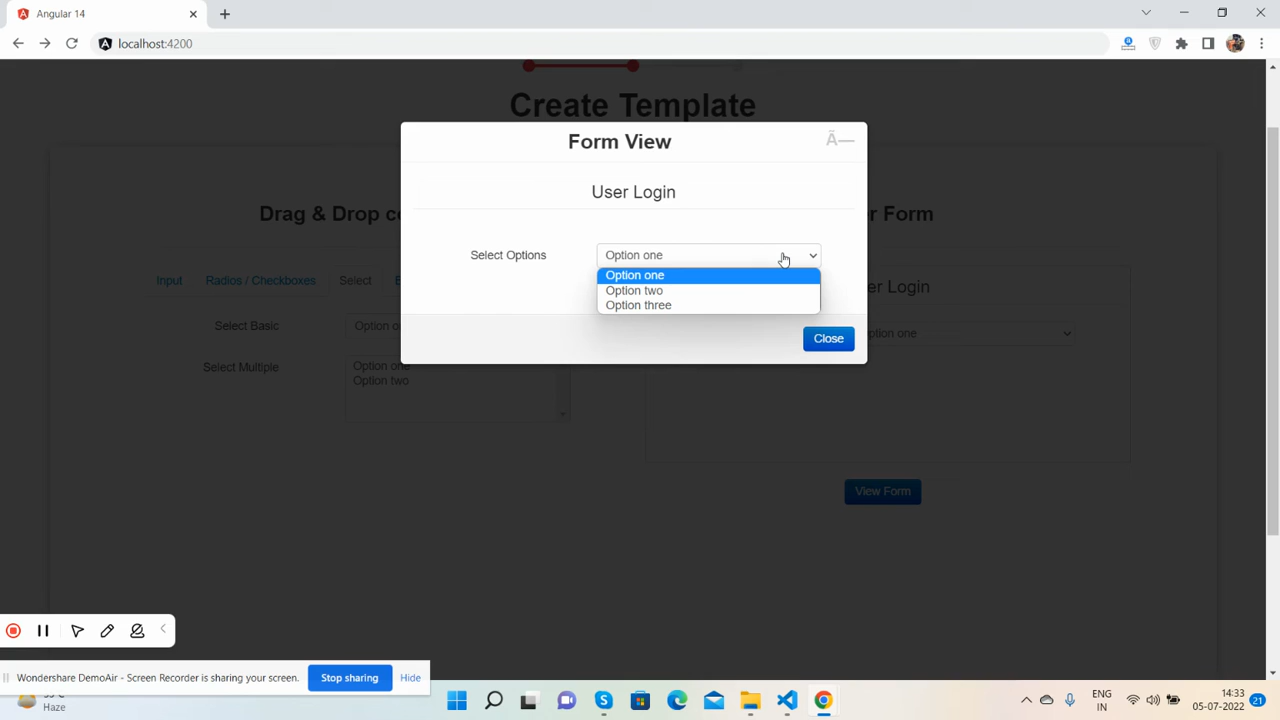 Angular 14
localhost:4200
Create Template
Form View
Ã—
User Login
Drag & Drop
Form
Select Options
Option one
Option one
Option two
Option three
Input
Radios / Checkboxes
Select
Login
Select Basic
Option
Option one
Close
Select Multiple
Option one
Option two
View Form
Wondershare DemoAir - Screen Recorder is sharing your screen.
Stop sharing
Hide
Haze
ENG
IN
14:33
05-07-2022
21